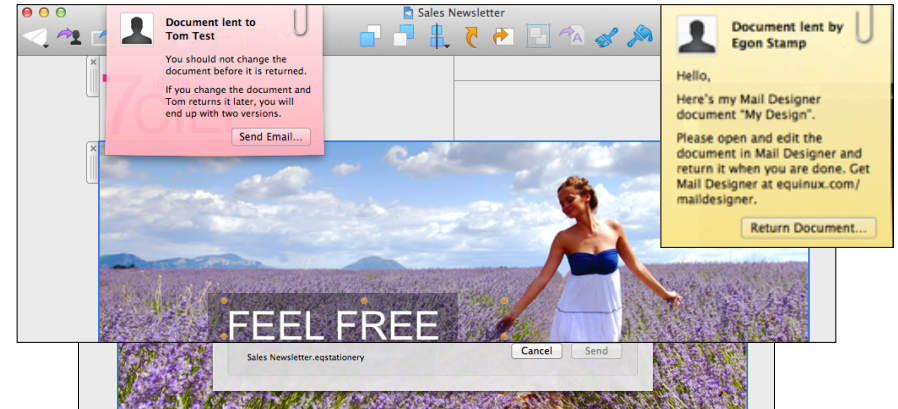 Sales Newsletter
Document lent to
Tom Test
You should not change the
document before it is returned.
If you change the document and
Tom returns it later, you will
end up with two versions.
Send Email...
Document lent by
Egon Stamp
Hello,
Here's my Mail Designer
document "My Design".
Please open and edit the
document in Mail Designer and
return it when you are done. Get
Mail Designer at equinux.com/
maildesigner.
Return Document...
FEEL FREE
Sales Newsletter.eqstationery
Cancel
Send